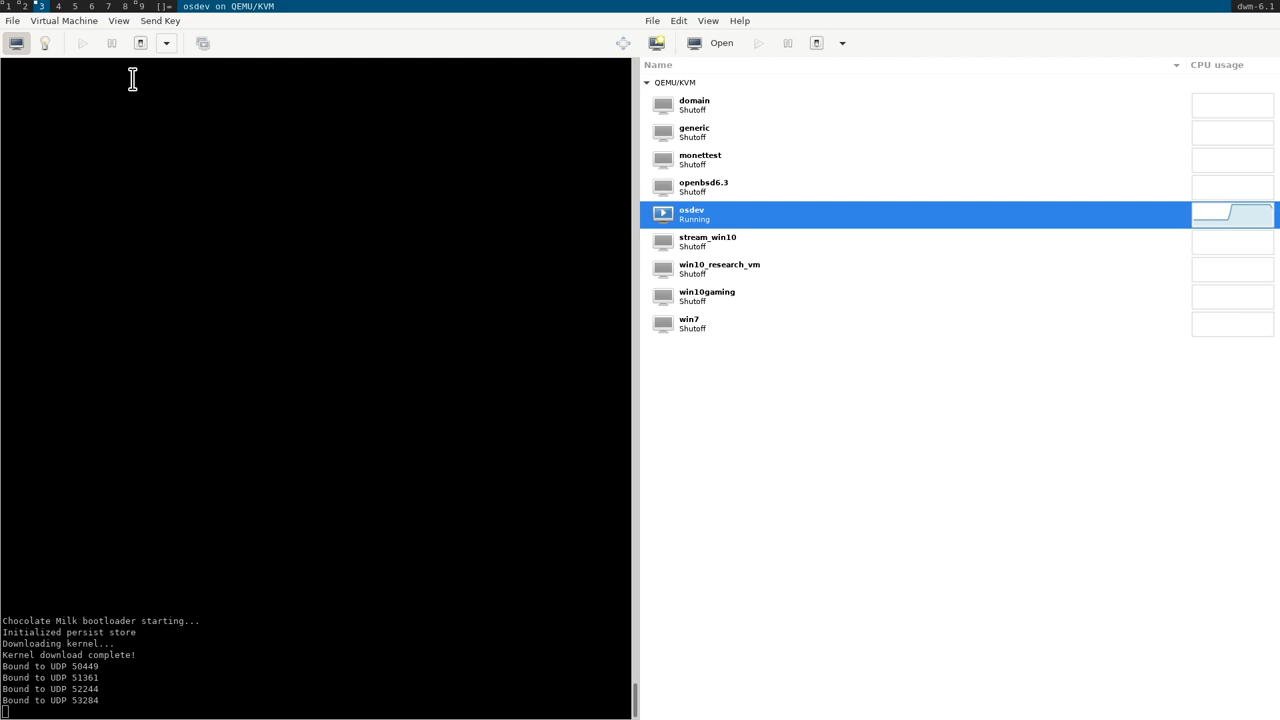 1 2 3 4 5 6 7 8 9 []= osdev on QEMU/KVM dwm-6.1
File Virtual Machine View Send Key
File Edit View Help
Open
Name CPU usage
QEMU/KVM
domain
Shutoff
generic
Shutoff
monettest
Shutoff
openbsd6.3
Shutoff
osdev
Running
stream_win10
Shutoff
win10_research_vm
Shutoff
win10gaming
Shutoff
win7
Shutoff
Chocolate Milk bootloader starting...
Initialized persist store
Downloading kernel...
Kernel download complete!
Bound to UDP 50449
Bound to UDP 51361
Bound to UDP 52244
Bound to UDP 53284